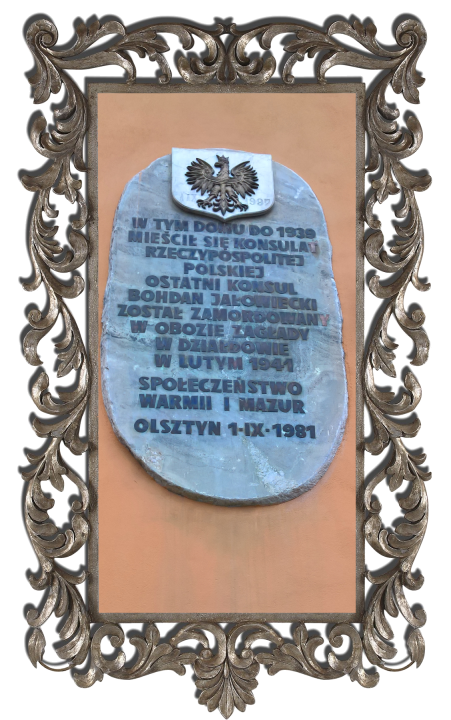 W TYM DOMU DO 1939
MIEŚCIŁ SIĘ KONSULAT
RZECZYPOSPOLITEJ
POLSKIEJ
OSTATNI KONSUL
BOHDAN JAŁOWIECKI
ZOSTAŁ ZAMORDOWANY
W OBOZIE ZAGŁADY
W DZIAŁDOWIE
W LUTYM 1941
SPOŁECZEŃSTWO
WARMII I MAZUR
OLSZTYN 1·IX·1981